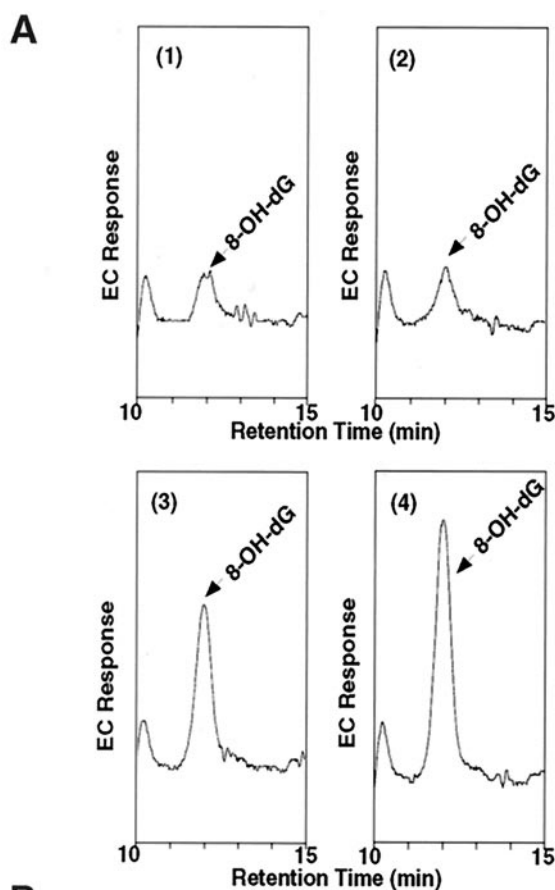 A
(1)
EC Response
8-OH-dG
(2)
EC Response
8-OH-dG
10
15
10
15
Retention Time (min)
(3)
EC Response
8-OH-dG
(4)
EC Response
8-OH-dG
10
15
10
15
Retention Time (min)